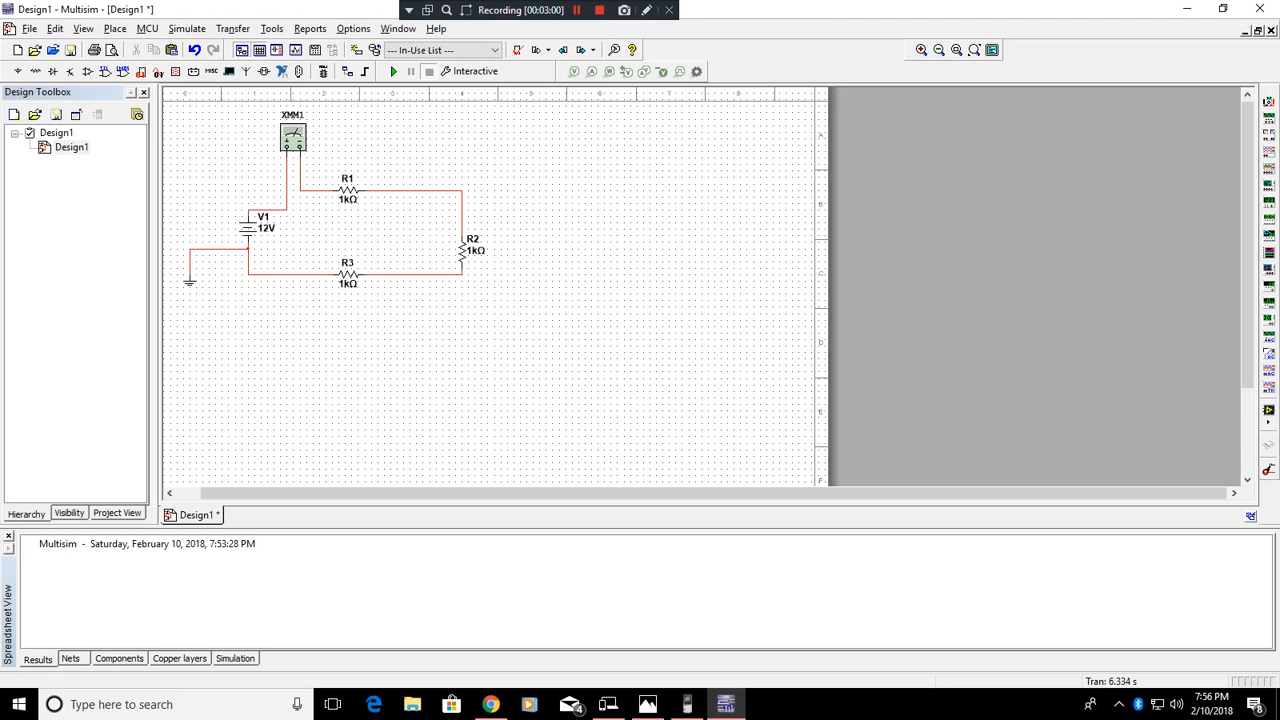 Design1 - Multisim - [Design1 *]
Recording [00:03:00]
File Edit View Place MCU Simulate Transfer Tools Reports Options Window Help
--- In-Use List ---
Interactive
Design Toolbox
Design1
Design1
XMM1
R1
1kΩ
V1
12V
R2
1kΩ
R3
1kΩ
Hierarchy Visibility Project View
Design1 *
Multisim - Saturday, February 10, 2018, 7:53:28 PM
Spreadsheet View
Results Nets Components Copper layers Simulation
Tran: 6.334 s
Type here to search
7:56 PM
2/10/2018